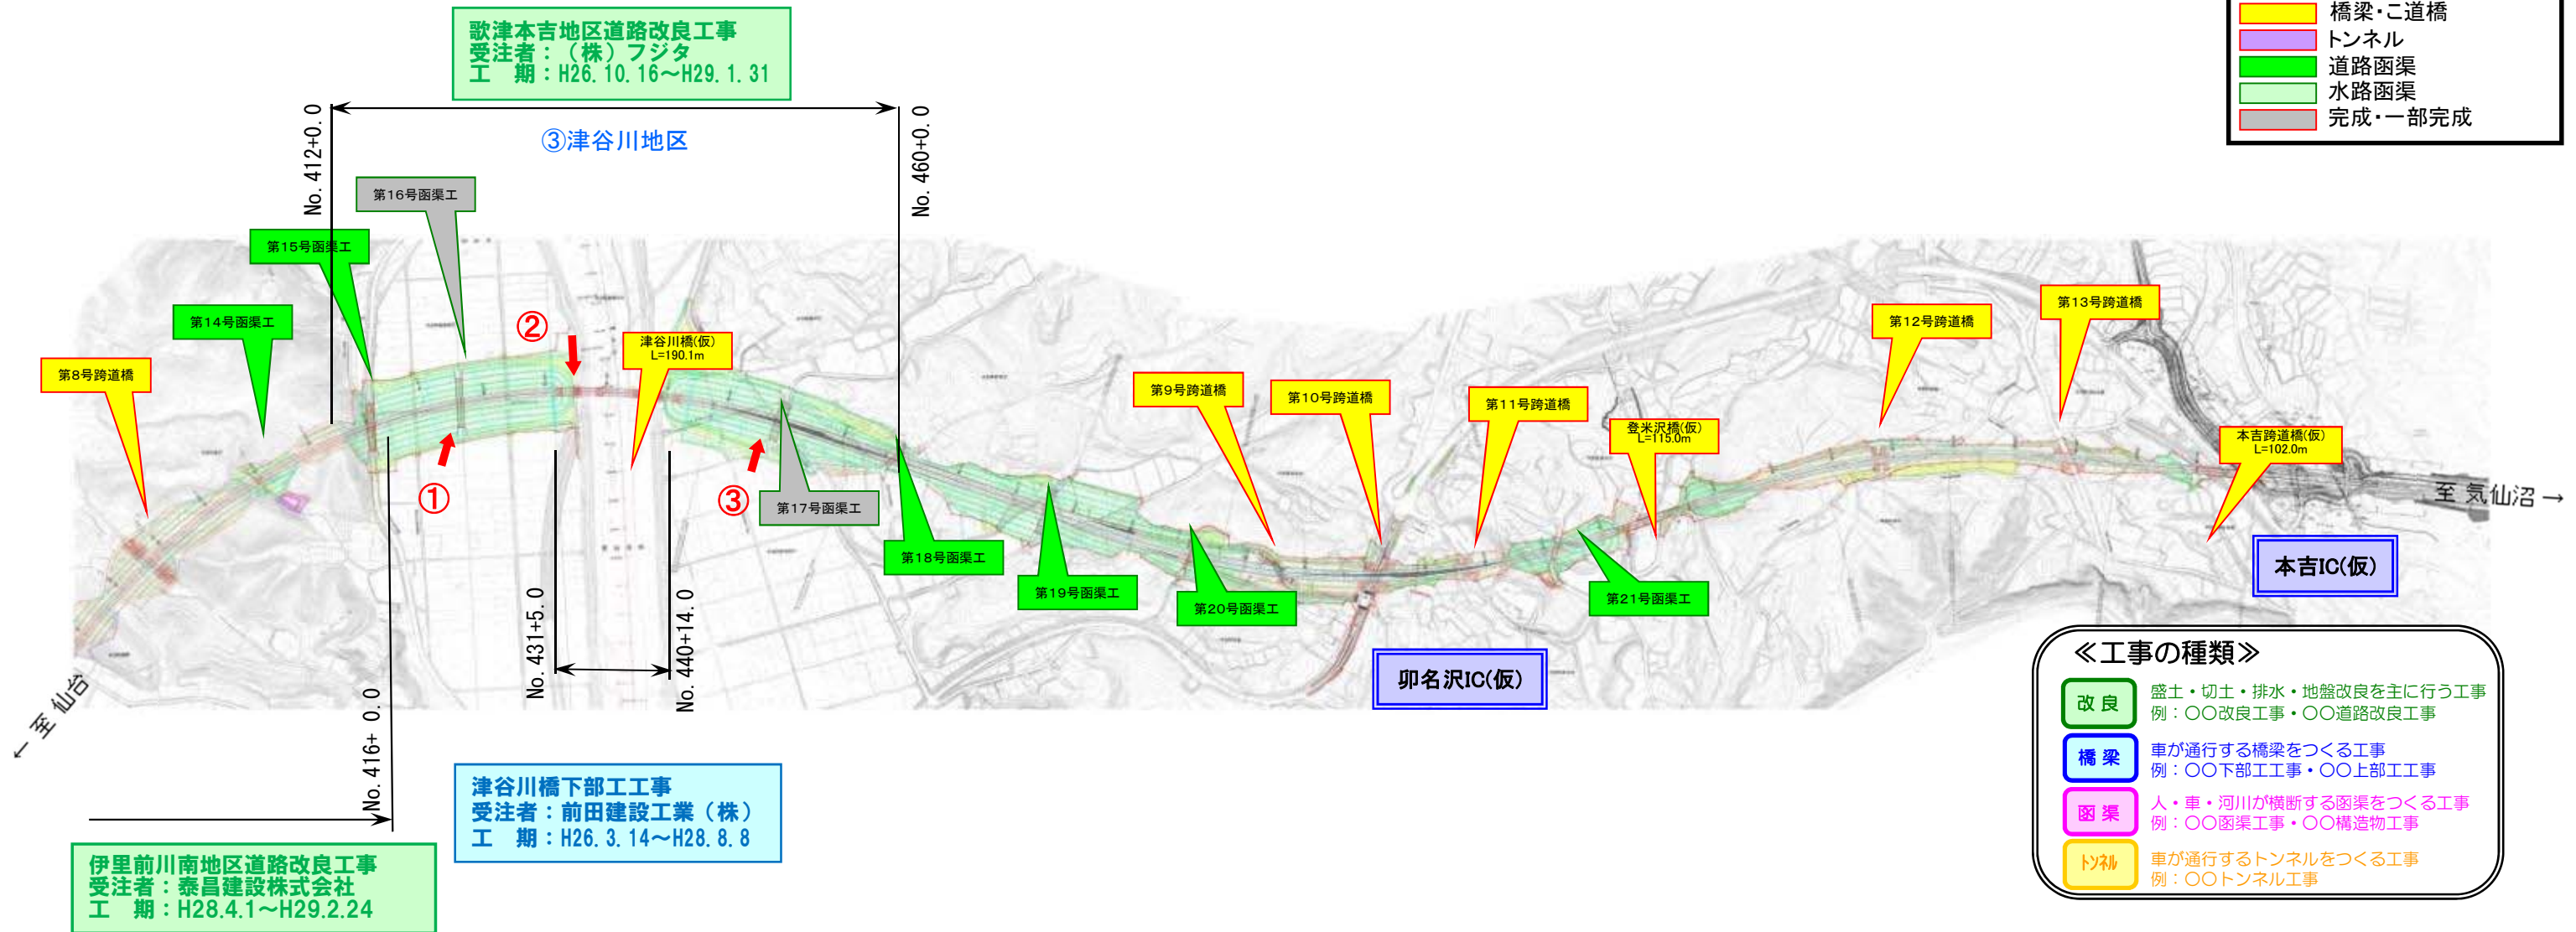 歌津本吉地区道路改良工事
受注者：（株）フジタ
工　期：H26.10.16～H29.1.31
橋梁・こ道橋
トンネル
道路函渠
水路函渠
完成・一部完成
No.412+0.0
③津谷川地区
No.460+0.0
第16号函渠工
第15号函渠工
第14号函渠工
第8号跨道橋
②
津谷川橋(仮)
L=190.1m
①
③
第17号函渠工
第18号函渠工
第19号函渠工
第20号函渠工
第9号跨道橋
第10号跨道橋
第11号跨道橋
登米沢橋(仮)
L=115.0m
第21号函渠工
第12号跨道橋
第13号跨道橋
本吉跨道橋(仮)
L=102.0m
至 気仙沼 →
本吉IC(仮)
卯名沢IC(仮)
← 至 仙台
No.416+ 0.0
No.431+5.0
No.440+14.0
津谷川橋下部工工事
受注者：前田建設工業（株）
工　期：H26.3.14～H28.8.8
伊里前川南地区道路改良工事
受注者：泰昌建設株式会社
工　期：H28.4.1～H29.2.24
≪工事の種類≫
改良
盛土・切土・排水・地盤改良を主に行う工事
例：〇〇改良工事・〇〇道路改良工事
橋梁
車が通行する橋梁をつくる工事
例：〇〇下部工工事・〇〇上部工工事
函渠
人・車・河川が横断する函渠をつくる工事
例：〇〇函渠工事・〇〇構造物工事
トンネル
車が通行するトンネルをつくる工事
例：〇〇トンネル工事